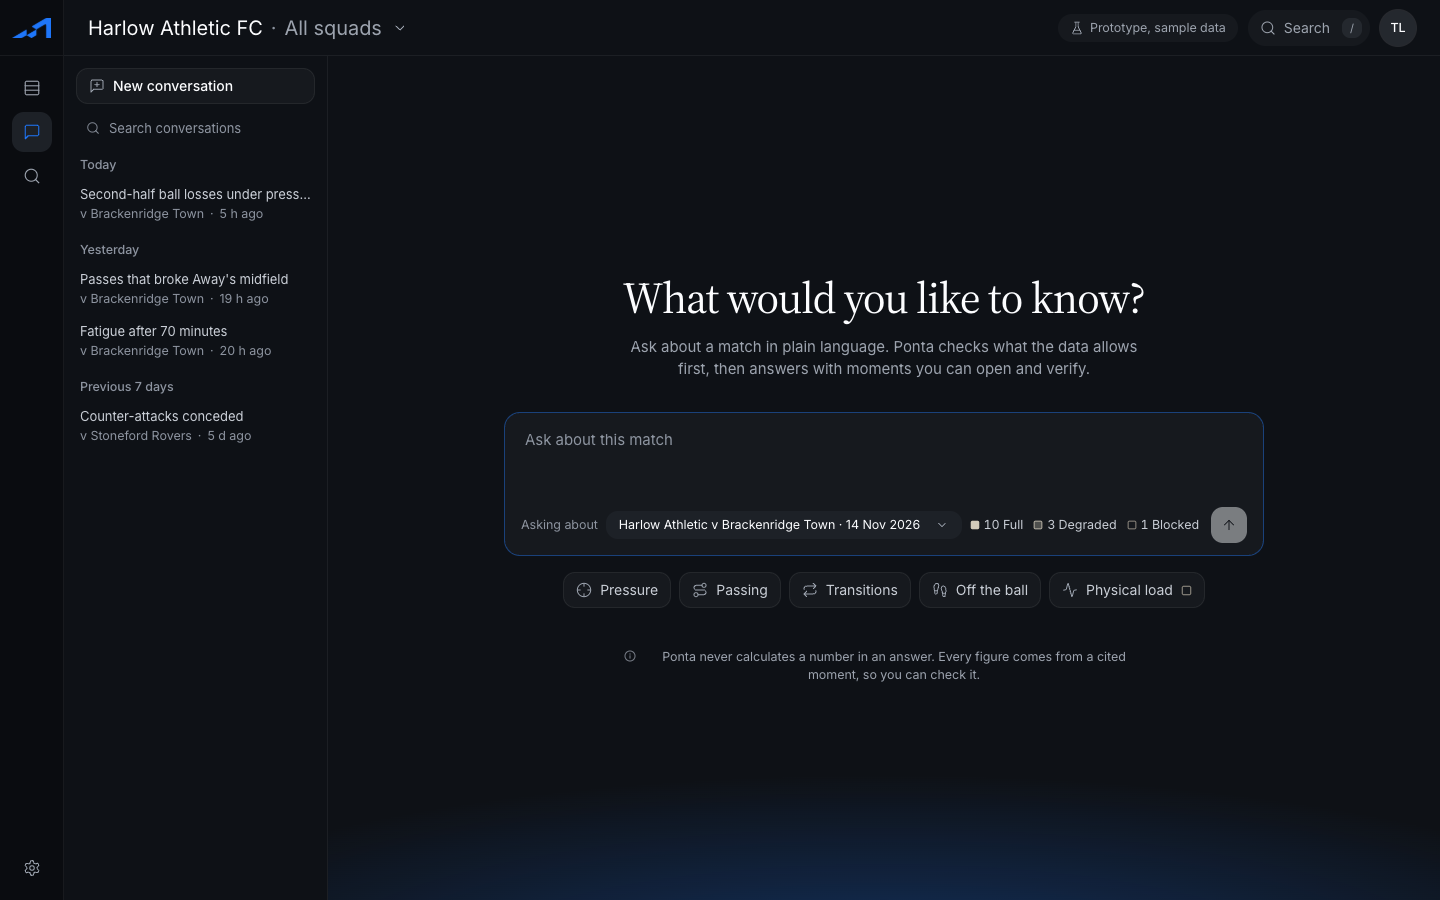 Harlow Athletic FC · All squads
Prototype, sample data
Search /
TL
New conversation
Search conversations
Today
Second-half ball losses under press...
v Brackenridge Town · 5 h ago
Yesterday
Passes that broke Away's midfield
v Brackenridge Town · 19 h ago
Fatigue after 70 minutes
v Brackenridge Town · 20 h ago
Previous 7 days
Counter-attacks conceded
v Stoneford Rovers · 5 d ago
What would you like to know?
Ask about a match in plain language. Ponta checks what the data allows
first, then answers with moments you can open and verify.
Ask about this match
Asking about Harlow Athletic v Brackenridge Town · 14 Nov 2026 10 Full 3 Degraded 1 Blocked
Pressure Passing Transitions Off the ball Physical load
Ponta never calculates a number in an answer. Every figure comes from a cited
moment, so you can check it.